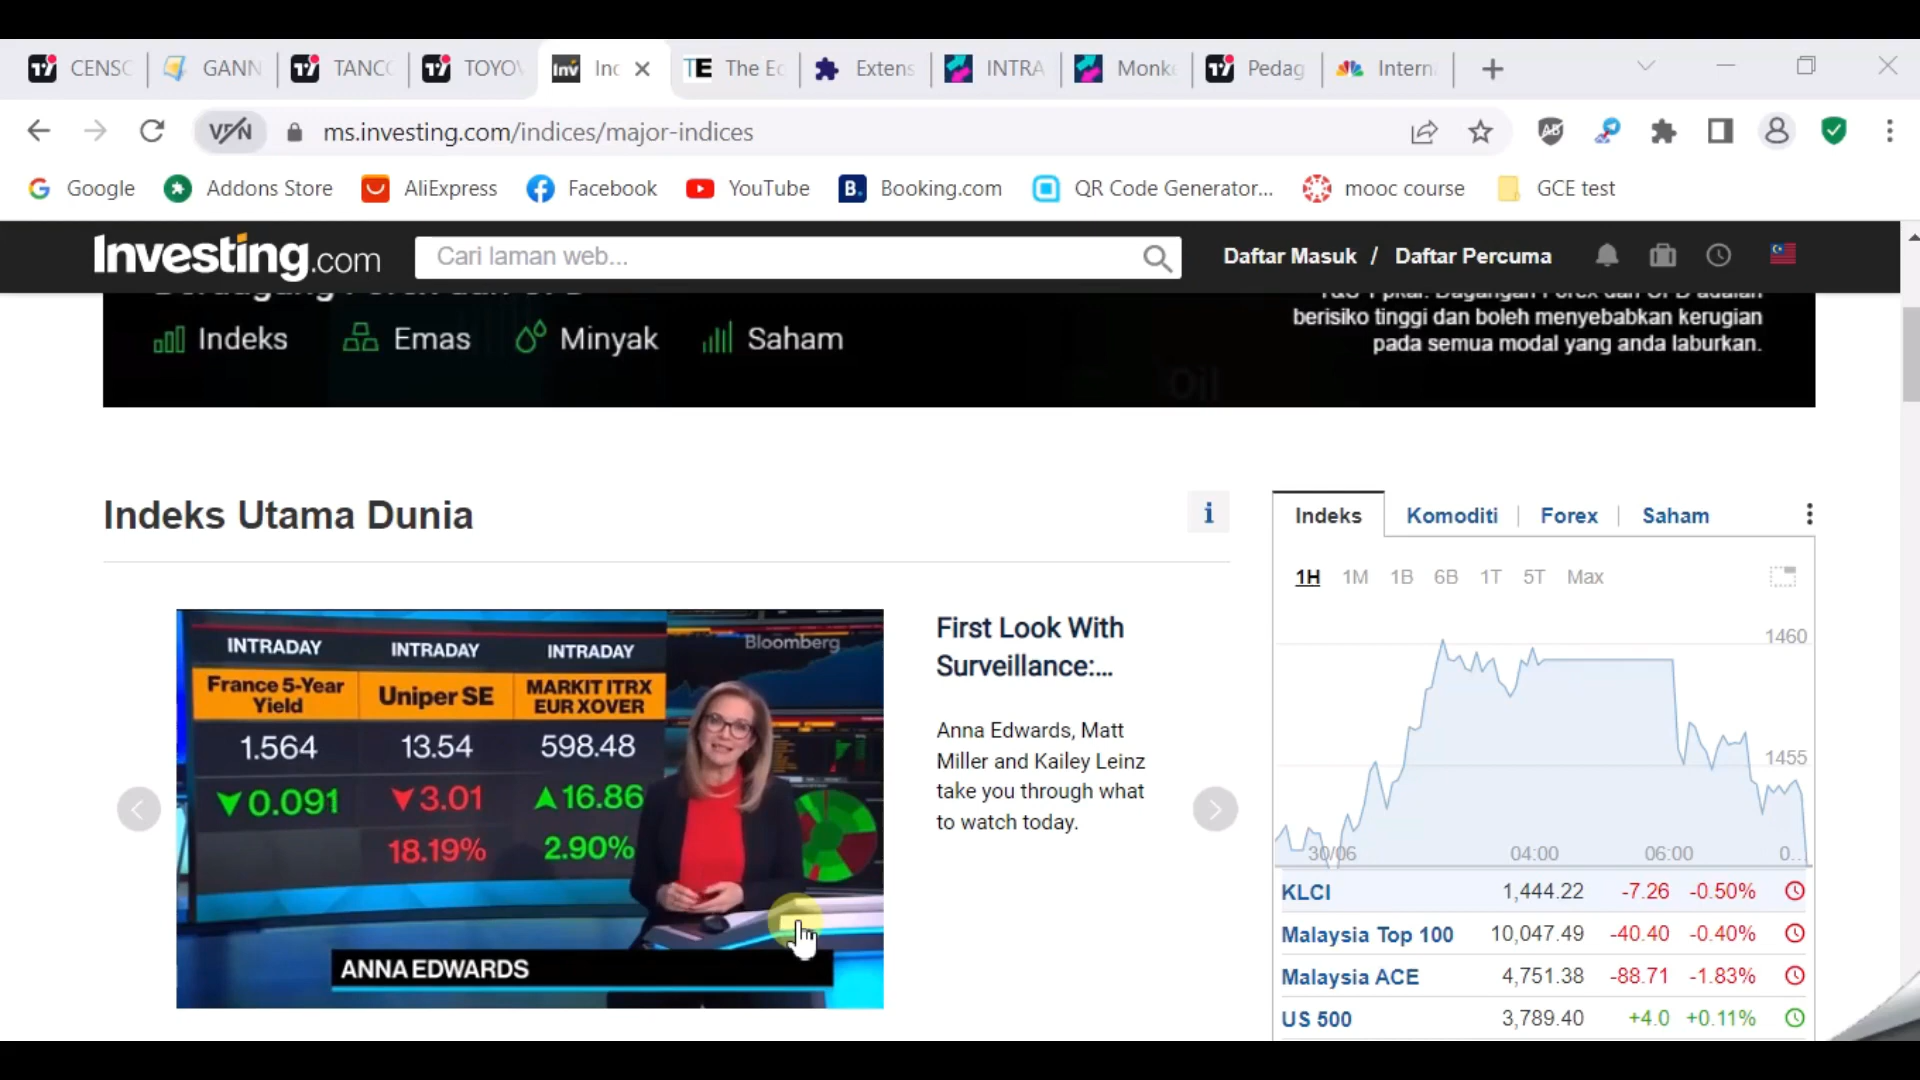 CENSC
GANN
TANCO
TOYOV
Inv Inc
TE The Ec
Extens
INTRA
Monke
Pedag
Intern
VPN
ms.investing.com/indices/major-indices
Google
Addons Store
AliExpress
Facebook
YouTube
B. Booking.com
QR Code Generator...
mooc course
GCE test
Investing.com
Cari laman web...
Daftar Masuk / Daftar Percuma
Indeks
Emas
Minyak
Saham
berisiko tinggi dan boleh menyebabkan kerugian
pada semua modal yang anda laburkan.
Oil
Indeks Utama Dunia
i
INTRADAY INTRADAY INTRADAY
France 5-Year Yield
Uniper SE
MARKIT ITRX EUR XOVER
1.564 13.54 598.48
▼0.091 ▼3.01 ▲16.86
18.19% 2.90%
Bloomberg
ANNA EDWARDS
First Look With
Surveillance:...
Anna Edwards, Matt
Miller and Kailey Leinz
take you through what
to watch today.
Indeks
Komoditi
Forex
Saham
1H 1M 1B 6B 1T 5T Max
1460
1455
30/06 04:00 06:00 0...
KLCI 1,444.22 -7.26 -0.50%
Malaysia Top 100 10,047.49 -40.40 -0.40%
Malaysia ACE 4,751.38 -88.71 -1.83%
US 500 3,789.40 +4.0 +0.11%